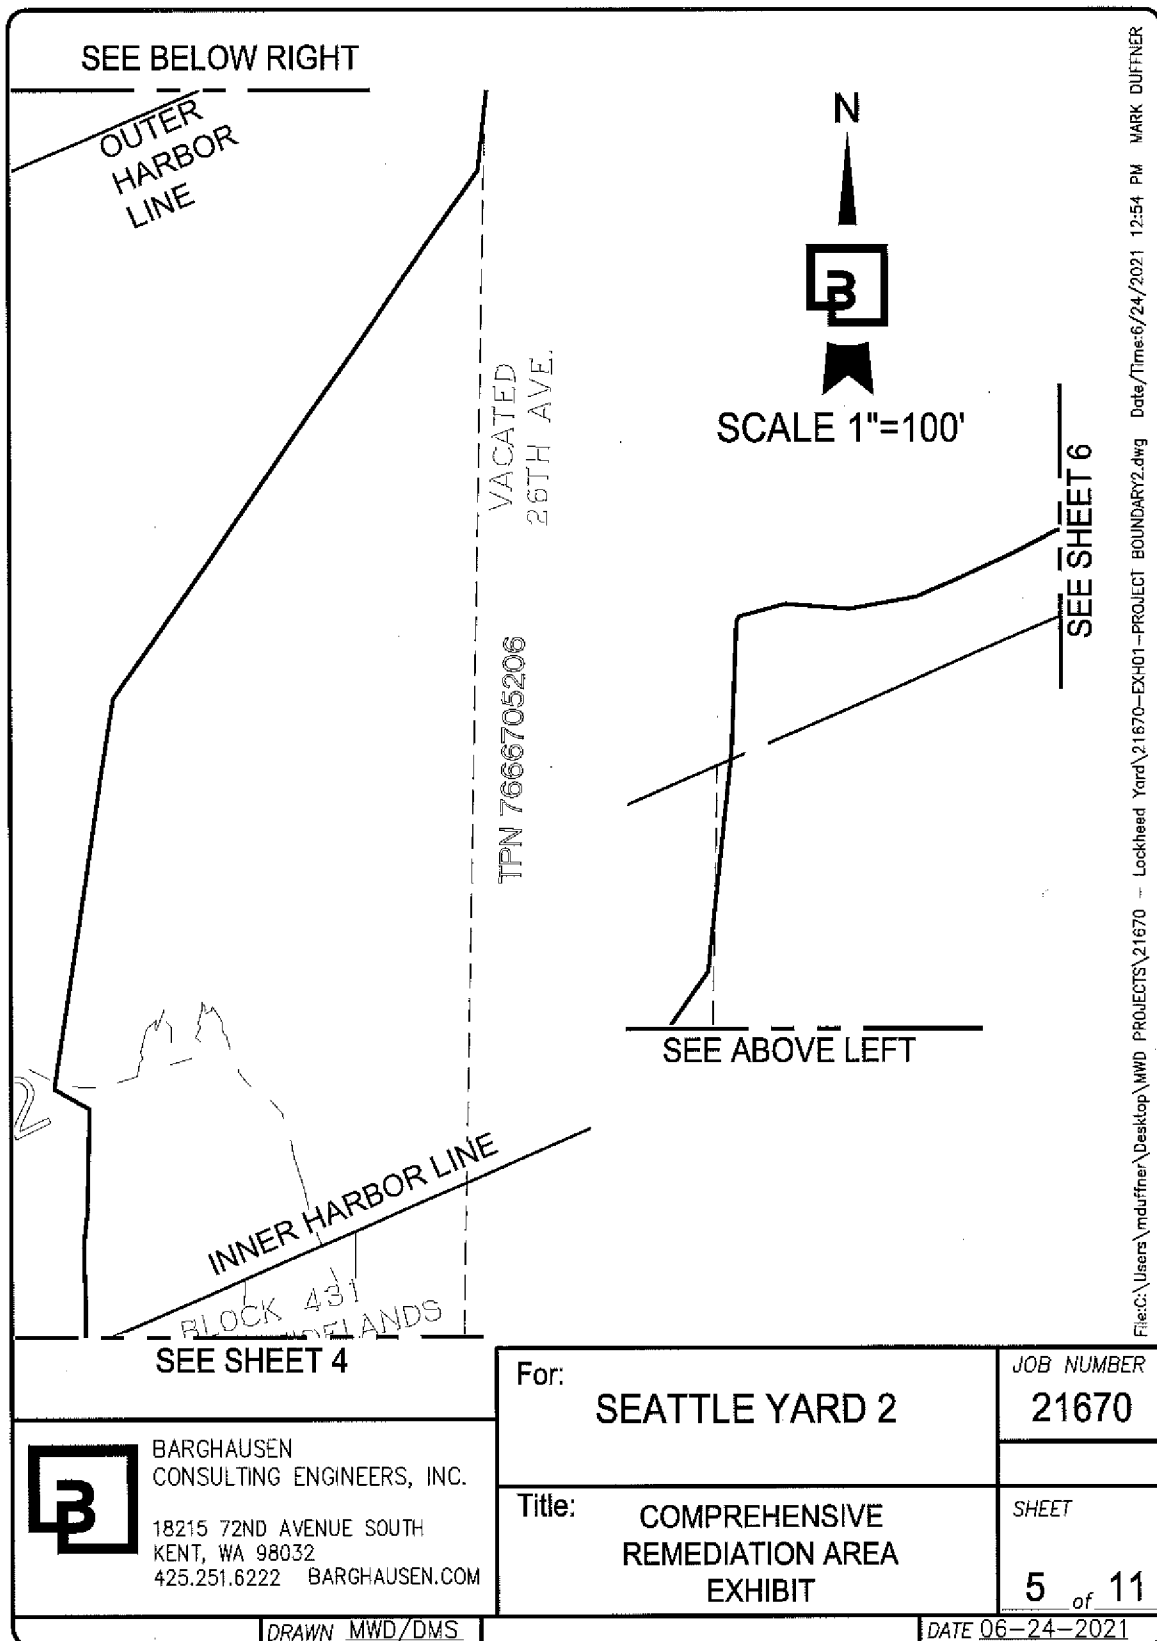 SEE BELOW RIGHT
OUTER
HARBOR
LINE
N
B
SCALE 1"=100'
VACATED
26TH AVE.
TPN 7666705206
SEE SHEET 6
SEE ABOVE LEFT
2
INNER HARBOR LINE
BLOCK 431
SEE SHEET 4
File:C:\Users\mduffner\Desktop\MWD PROJECTS\21670 - Lockheed Yard\21670-EXH01-PROJECT BOUNDARY2.dwg Date/Time:6/24/2021 12:54 PM MARK DUFFNER
For:
SEATTLE YARD 2
JOB NUMBER
21670
B
BARGHAUSEN
CONSULTING ENGINEERS, INC.
18215 72ND AVENUE SOUTH
KENT, WA 98032
425.251.6222 BARGHAUSEN.COM
Title:
COMPREHENSIVE
REMEDIATION AREA
EXHIBIT
SHEET
5 of 11
DRAWN MWD/DMS
DATE 06-24-2021